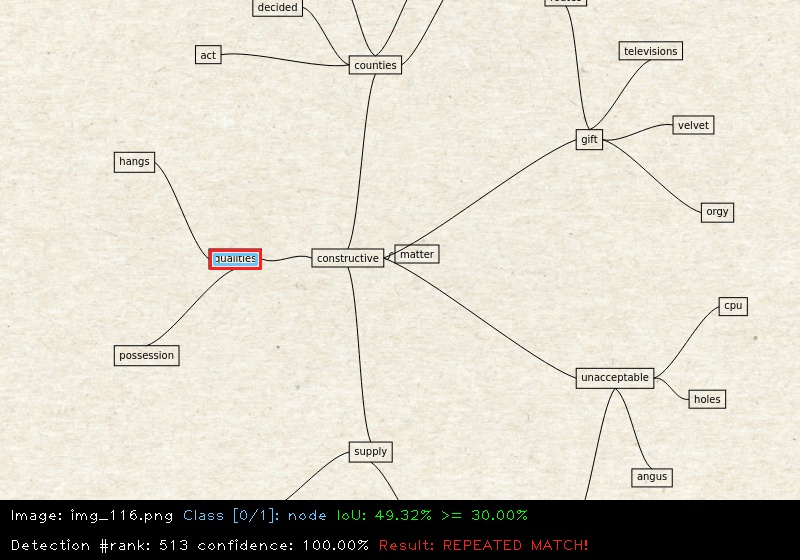 decided
act
counties
televisions
velvet
gift
hangs
orgy
qualities
constructive
matter
cpu
possession
unacceptable
holes
supply
angus
Image: img_116.png Class [0/1]: node IoU: 49.32% >= 30.00%
Detection #rank: 513 confidence: 100.00% Result: REPEATED MATCH!